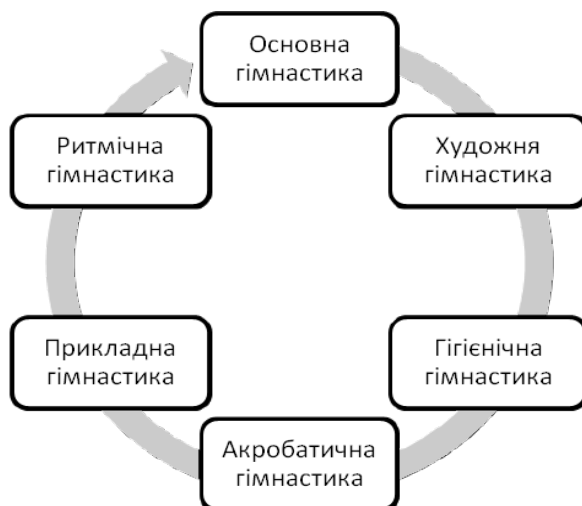 Основна
гімнастика
Художня
гімнастика
Гігієнічна
гімнастика
Акробатична
гімнастика
Прикладна
гімнастика
Ритмічна
гімнастика